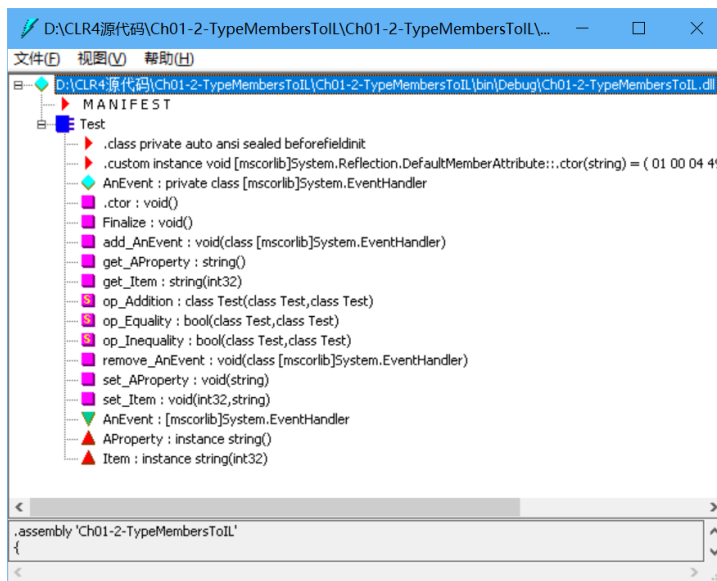 D:\CLR4源代码\Ch01-2-TypeMembersToIL\Ch01-2-TypeMembersToIL\...
文件(F) 视图(V) 帮助(H)
D:\CLR4源代码\Ch01-2-TypeMembersToIL\Ch01-2-TypeMembersToIL\bin\Debug\Ch01-2-TypeMembersToIL.dll
MANIFEST
Test
.class private auto ansi sealed beforefieldinit
.custom instance void [mscorlib]System.Reflection.DefaultMemberAttribute::.ctor(string) = ( 01 00 04 49
AnEvent : private class [mscorlib]System.EventHandler
.ctor : void()
Finalize : void()
add_AnEvent : void(class [mscorlib]System.EventHandler)
get_AProperty : string()
get_Item : string(int32)
S op_Addition : class Test(class Test,class Test)
S op_Equality : bool(class Test,class Test)
S op_Inequality : bool(class Test,class Test)
remove_AnEvent : void(class [mscorlib]System.EventHandler)
set_AProperty : void(string)
set_Item : void(int32,string)
AnEvent : [mscorlib]System.EventHandler
AProperty : instance string()
Item : instance string(int32)
.assembly 'Ch01-2-TypeMembersToIL'
{